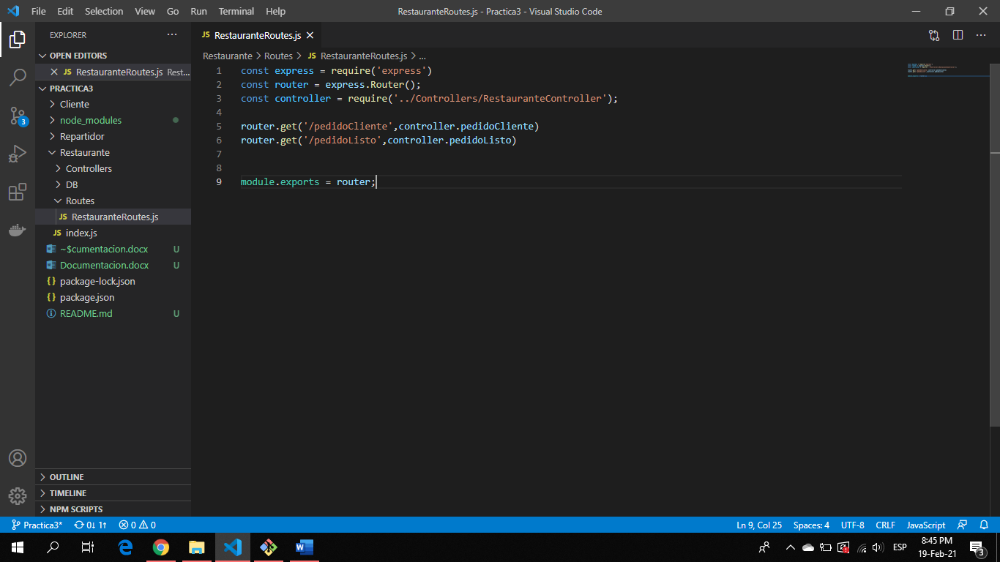 File Edit Selection View Go Run Terminal Help RestauranteRoutes.js - Practica3 - Visual Studio Code
EXPLORER
OPEN EDITORS
JS RestauranteRoutes.js Rest...
PRACTICA3
Cliente
node_modules
Repartidor
Restaurante
Controllers
DB
Routes
JS RestauranteRoutes.js
JS index.js
~$cumentacion.docx U
Documentacion.docx U
{} package-lock.json
{} package.json
README.md U
OUTLINE
TIMELINE
NPM SCRIPTS
3
JS RestauranteRoutes.js
Restaurante > Routes > JS RestauranteRoutes.js > ...
1 const express = require('express')
2 const router = express.Router();
3 const controller = require('../Controllers/RestauranteController');
4
5 router.get('/pedidoCliente',controller.pedidoCliente)
6 router.get('/pedidoListo',controller.pedidoListo)
7
8
9 module.exports = router;
Practica3* 0↓ 1↑ 0 0 Ln 9, Col 25 Spaces: 4 UTF-8 CRLF JavaScript
ESP 8:45 PM
19-Feb-21
3